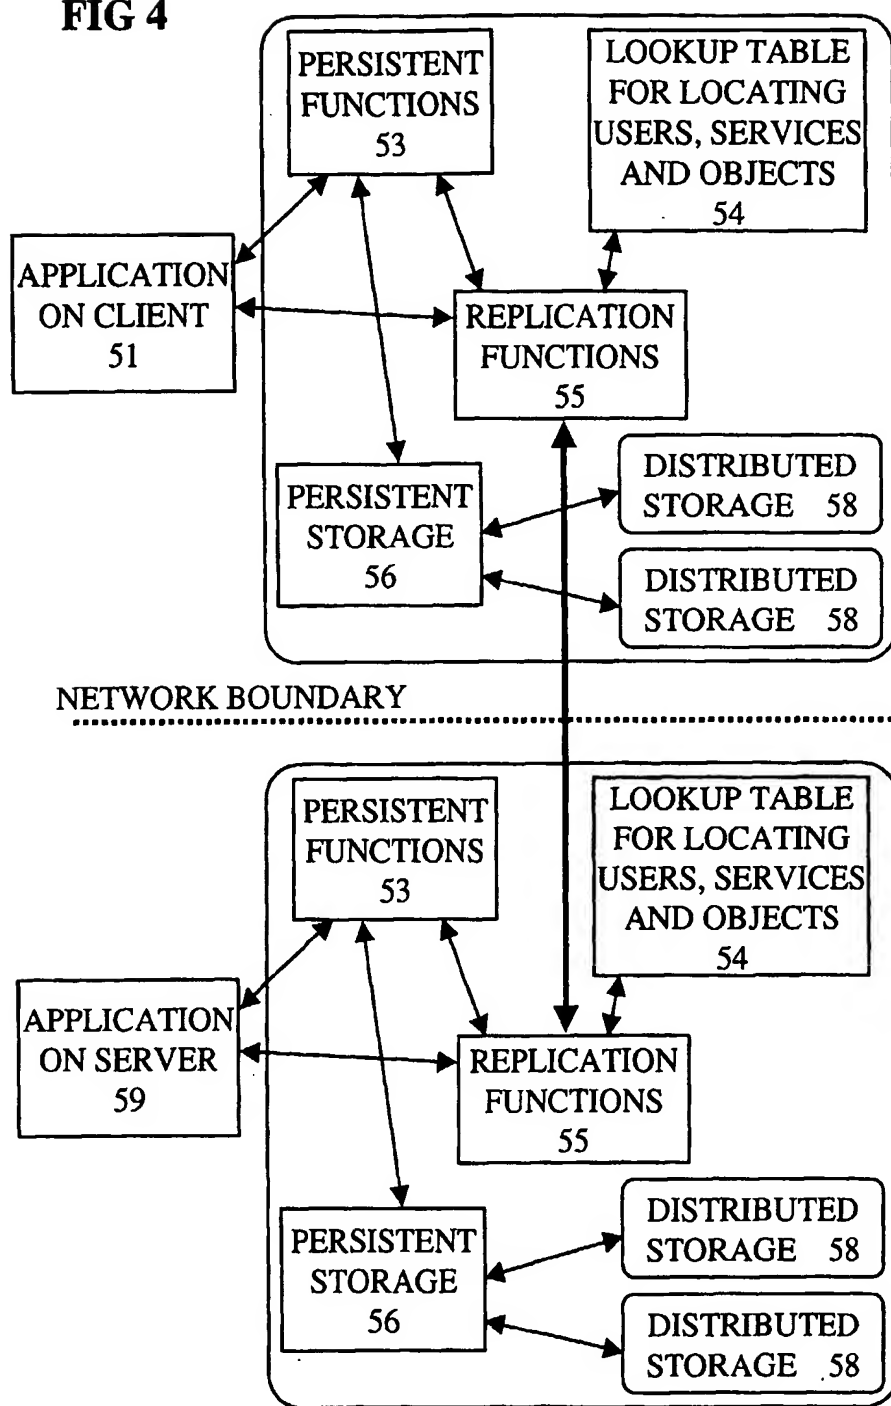 FIG 4
PERSISTENT
FUNCTIONS
53
LOOKUP TABLE
FOR LOCATING
USERS, SERVICES
AND OBJECTS
54
APPLICATION
ON CLIENT
51
REPLICATION
FUNCTIONS
55
PERSISTENT
STORAGE
56
DISTRIBUTED
STORAGE 58
DISTRIBUTED
STORAGE 58
NETWORK BOUNDARY
PERSISTENT
FUNCTIONS
53
LOOKUP TABLE
FOR LOCATING
USERS, SERVICES
AND OBJECTS
54
APPLICATION
ON SERVER
59
REPLICATION
FUNCTIONS
55
PERSISTENT
STORAGE
56
DISTRIBUTED
STORAGE 58
DISTRIBUTED
STORAGE 58